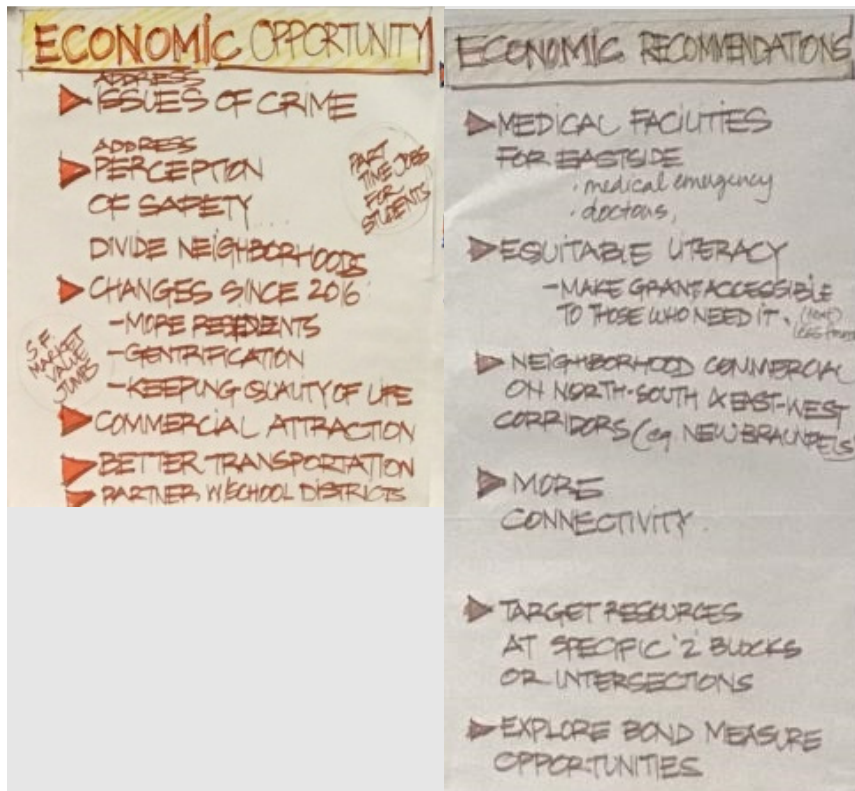 ECONOMIC OPPORTUNITY
ADDRESS
ISSUES OF CRIME
ADDRESS
PERCEPTION
OF SAFETY
DIVIDE NEIGHBORHOODS
PART
TIME JOBS
FOR
STUDENTS
CHANGES SINCE 2016
-MORE RESIDENTS
-GENTRIFICATION
-KEEPING QUALITY OF LIFE
S.F.
MARKET
VALUE
JUMPS
COMMERCIAL ATTRACTION
BETTER TRANSPORTATION
PARTNER W/SCHOOL DISTRICTS
ECONOMIC RECOMMENDATIONS
MEDICAL FACILITIES
FOR EASTSIDE
· medical emergency
· doctors,
EQUITABLE LITERACY
-MAKE GRANT ACCESSIBLE
TO THOSE WHO NEED IT.
NEIGHBORHOOD COMMERCIAL
ON NORTH-SOUTH & EAST-WEST
CORRIDORS (eg. NEW BRAUNFELS)
MORE
CONNECTIVITY.
TARGET RESOURCES
AT SPECIFIC '2' BLOCKS
OR INTERSECTIONS
EXPLORE BOND MEASURE
OPPORTUNITIES